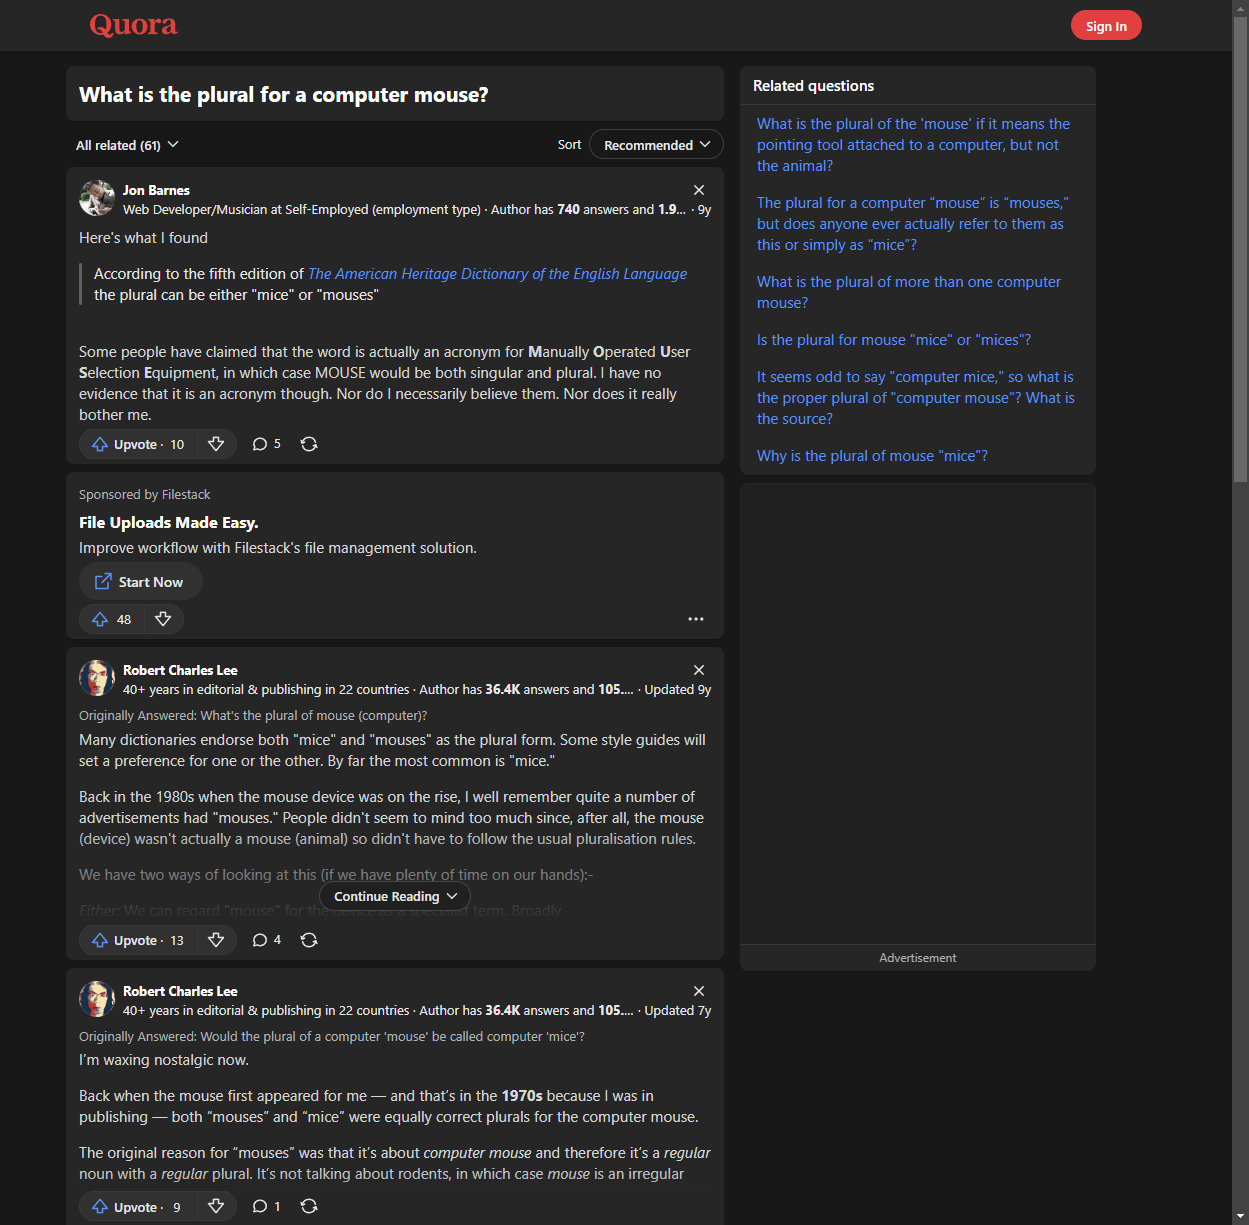 Quora
Sign In
What is the plural for a computer mouse?
All related (61)
Sort
Recommended
Jon Barnes
Web Developer/Musician at Self-Employed (employment type) · Author has 740 answers and 1.9... · 9y
Here's what I found
According to the fifth edition of The American Heritage Dictionary of the English Language
the plural can be either "mice" or "mouses"
Some people have claimed that the word is actually an acronym for Manually Operated User
Selection Equipment, in which case MOUSE would be both singular and plural. I have no
evidence that it is an acronym though. Nor do I necessarily believe them. Nor does it really
bother me.
Upvote · 10
5
Sponsored by Filestack
File Uploads Made Easy.
Improve workflow with Filestack's file management solution.
Start Now
48
Robert Charles Lee
40+ years in editorial & publishing in 22 countries · Author has 36.4K answers and 105.... · Updated 9y
Originally Answered: What's the plural of mouse (computer)?
Many dictionaries endorse both "mice" and "mouses" as the plural form. Some style guides will
set a preference for one or the other. By far the most common is "mice."
Back in the 1980s when the mouse device was on the rise, I well remember quite a number of
advertisements had "mouses." People didn't seem to mind too much since, after all, the mouse
(device) wasn't actually a mouse (animal) so didn't have to follow the usual pluralisation rules.
We have two ways of looking at this (if we have plenty of time on our hands):-
Continue Reading
Either: We can regard "mouse" for the device as a specialist term. Broadly
Upvote · 13
4
Robert Charles Lee
40+ years in editorial & publishing in 22 countries · Author has 36.4K answers and 105.... · Updated 7y
Originally Answered: Would the plural of a computer 'mouse' be called computer 'mice'?
I’m waxing nostalgic now.
Back when the mouse first appeared for me — and that’s in the 1970s because I was in
publishing — both “mouses” and “mice” were equally correct plurals for the computer mouse.
The original reason for “mouses” was that it’s about computer mouse and therefore it’s a regular
noun with a regular plural. It’s not talking about rodents, in which case mouse is an irregular
Upvote · 9
1
Related questions
What is the plural of the 'mouse' if it means the
pointing tool attached to a computer, but not
the animal?
The plural for a computer “mouse” is “mouses,”
but does anyone ever actually refer to them as
this or simply as “mice”?
What is the plural of more than one computer
mouse?
Is the plural for mouse "mice" or "mices"?
It seems odd to say "computer mice," so what is
the proper plural of "computer mouse"? What is
the source?
Why is the plural of mouse "mice"?
Advertisement